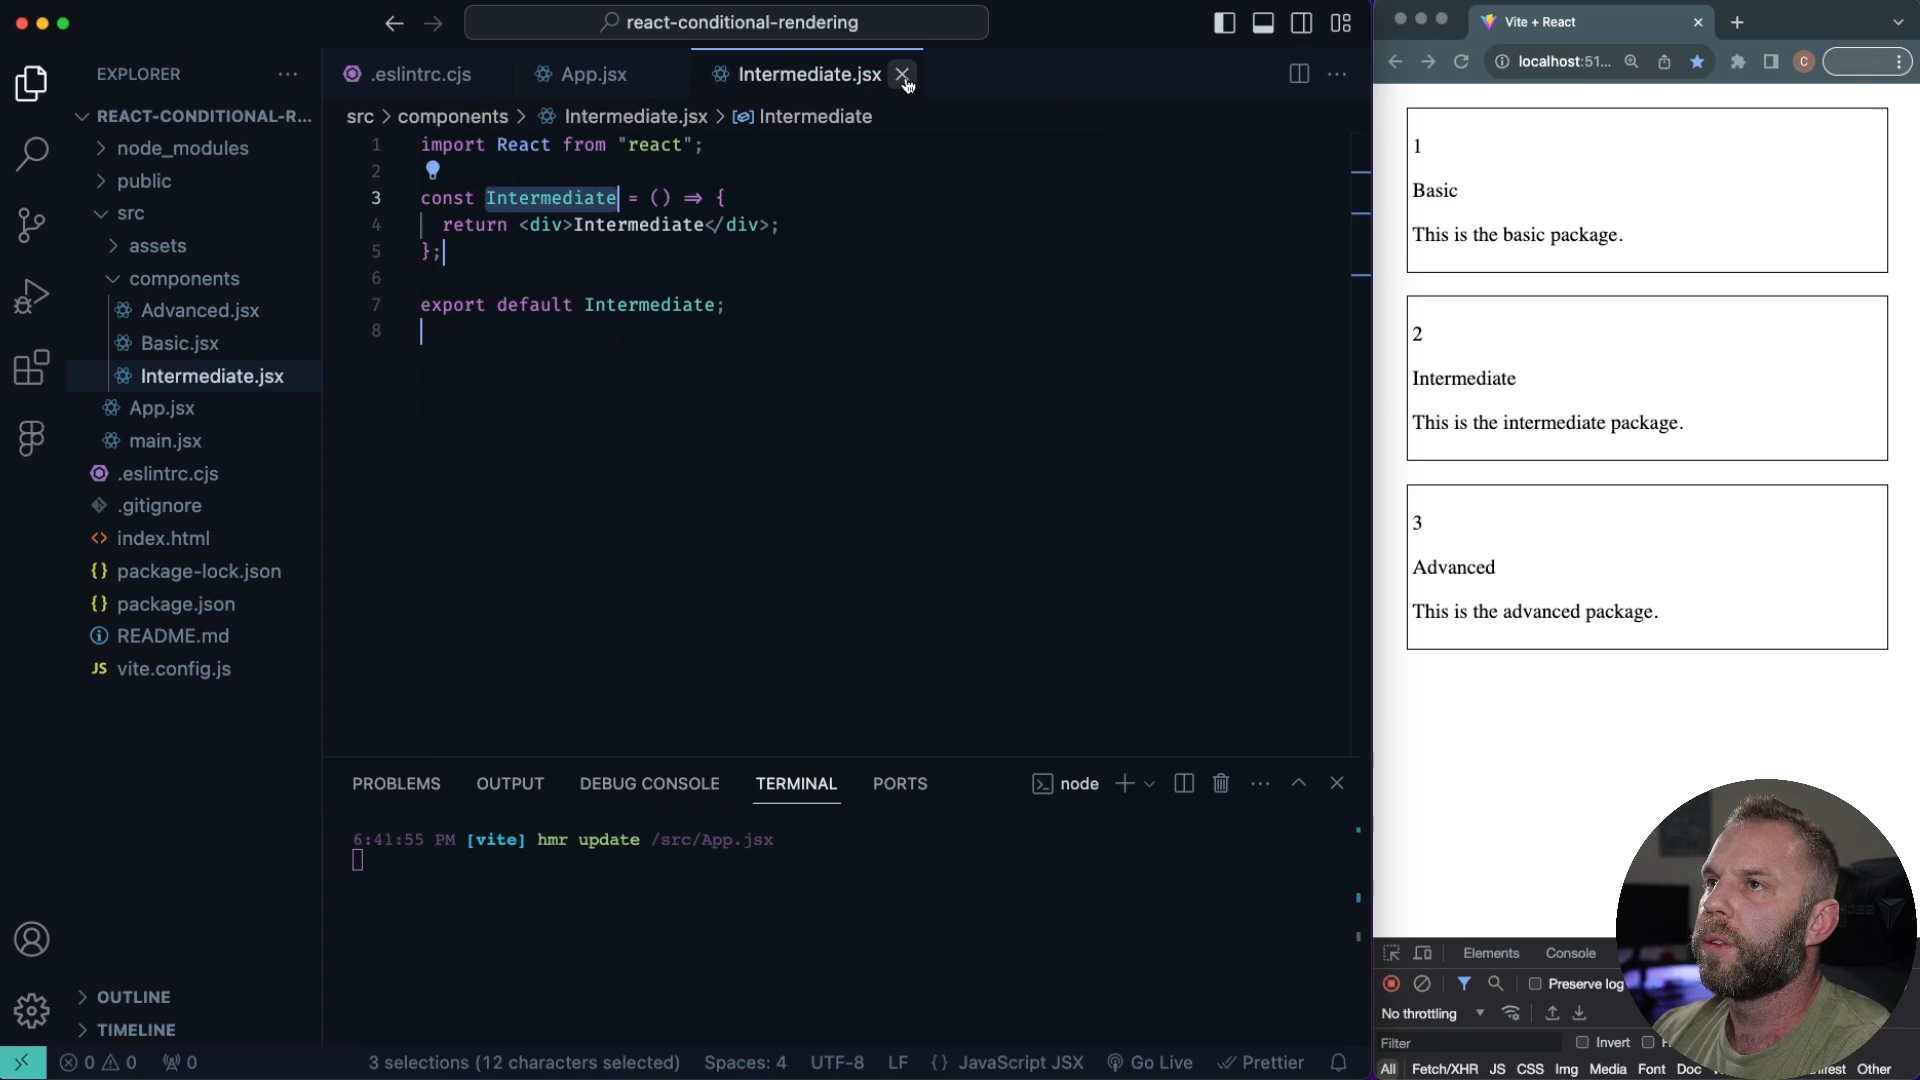 react-conditional-rendering
EXPLORER
REACT-CONDITIONAL-R...
node_modules
public
src
assets
components
Advanced.jsx
Basic.jsx
Intermediate.jsx
App.jsx
main.jsx
.eslintrc.cjs
.gitignore
index.html
package-lock.json
package.json
README.md
vite.config.js
OUTLINE
TIMELINE
.eslintrc.cjs
App.jsx
Intermediate.jsx
src > components > Intermediate.jsx > Intermediate
1 import React from "react";
2
3 const Intermediate = () => {
4 return <div>Intermediate</div>;
5 };
6
7 export default Intermediate;
8
PROBLEMS OUTPUT DEBUG CONSOLE TERMINAL PORTS
node
6:41:55 PM [vite] hmr update /src/App.jsx
0 0 0
3 selections (12 characters selected) Spaces: 4 UTF-8 LF {} JavaScript JSX Go Live Prettier
Vite + React
localhost:51...
C
1
Basic
This is the basic package.
2
Intermediate
This is the intermediate package.
3
Advanced
This is the advanced package.
Elements Console
Preserve log
No throttling
Filter
Invert
All Fetch/XHR JS CSS Img Media Font Doc
Other